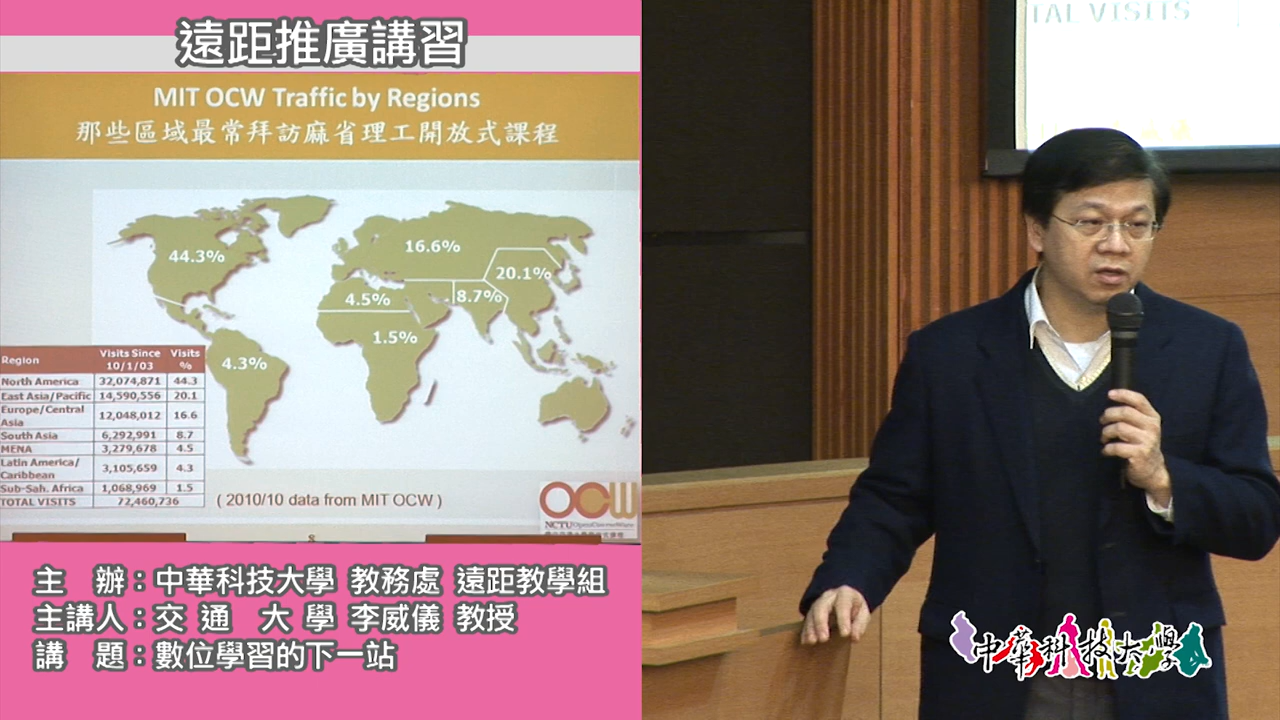 遠距推廣講習
MIT OCW Traffic by Regions
那些區域最常拜訪麻省理工開放式課程
44.3%
16.6%
20.1%
4.5%
8.7%
1.5%
4.3%
Region Visits Since 10/1/03 Visits %
North America 32,074,871 44.3
East Asia/Pacific 14,590,556 20.1
Europe/Central Asia 12,048,012 16.6
South Asia 6,292,991 8.7
MENA 3,279,678 4.5
Latin America/Caribbean 3,105,659 4.3
Sub-Sah. Africa 1,068,969 1.5
TOTAL VISITS 72,460,736
( 2010/10 data from MIT OCW )
OCW
NCTU OpenCourseWare
8
主 辦：中華科技大學 教務處 遠距教學組
主講人：交 通 大 學 李威儀 教授
講 題：數位學習的下一站
TAL VISITS
中華科技大學